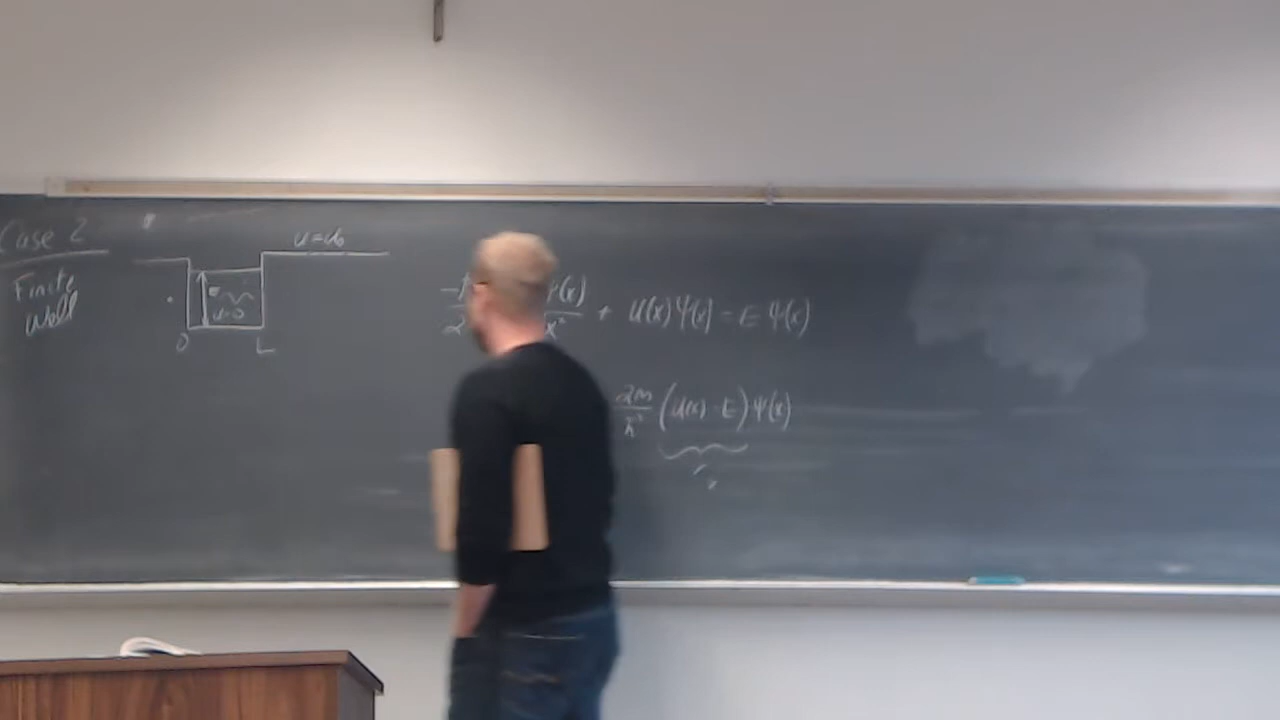 Case 2
Finite
Well
U=U₀
U=0
0 L
ψ(x) + U(x)ψ(x) = E ψ(x)
2m/ħ² (U(x) - E) ψ(x)